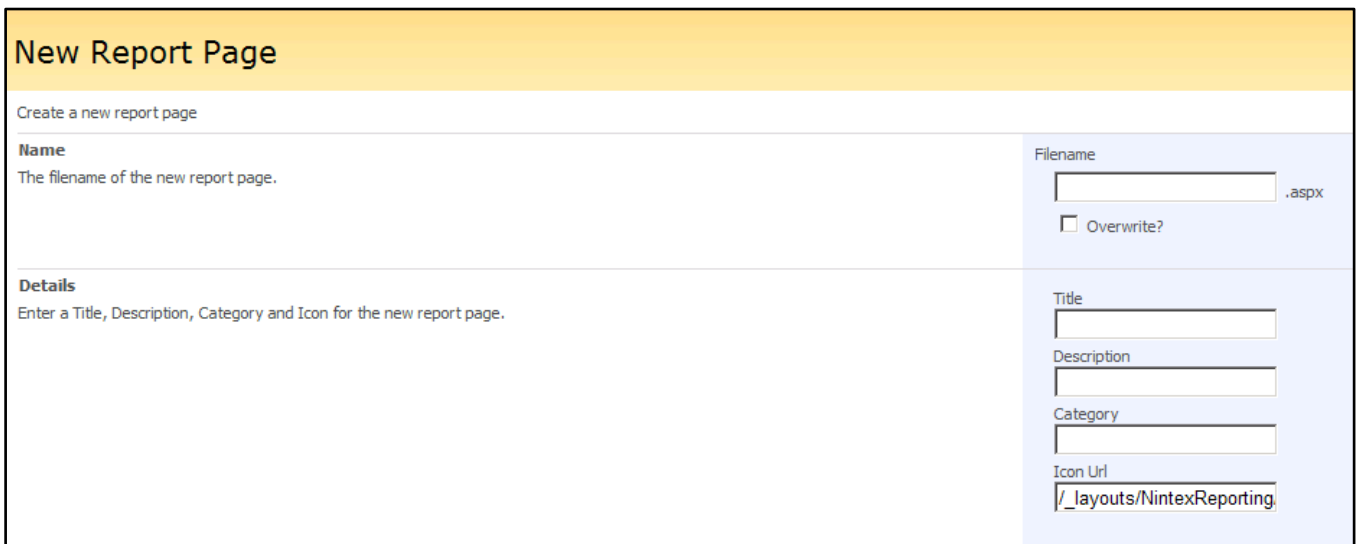 New Report Page
Create a new report page
Name
The filename of the new report page.
Filename
.aspx
Overwrite?
Details
Enter a Title, Description, Category and Icon for the new report page.
Title
Description
Category
Icon Url
/_layouts/NintexReporting/